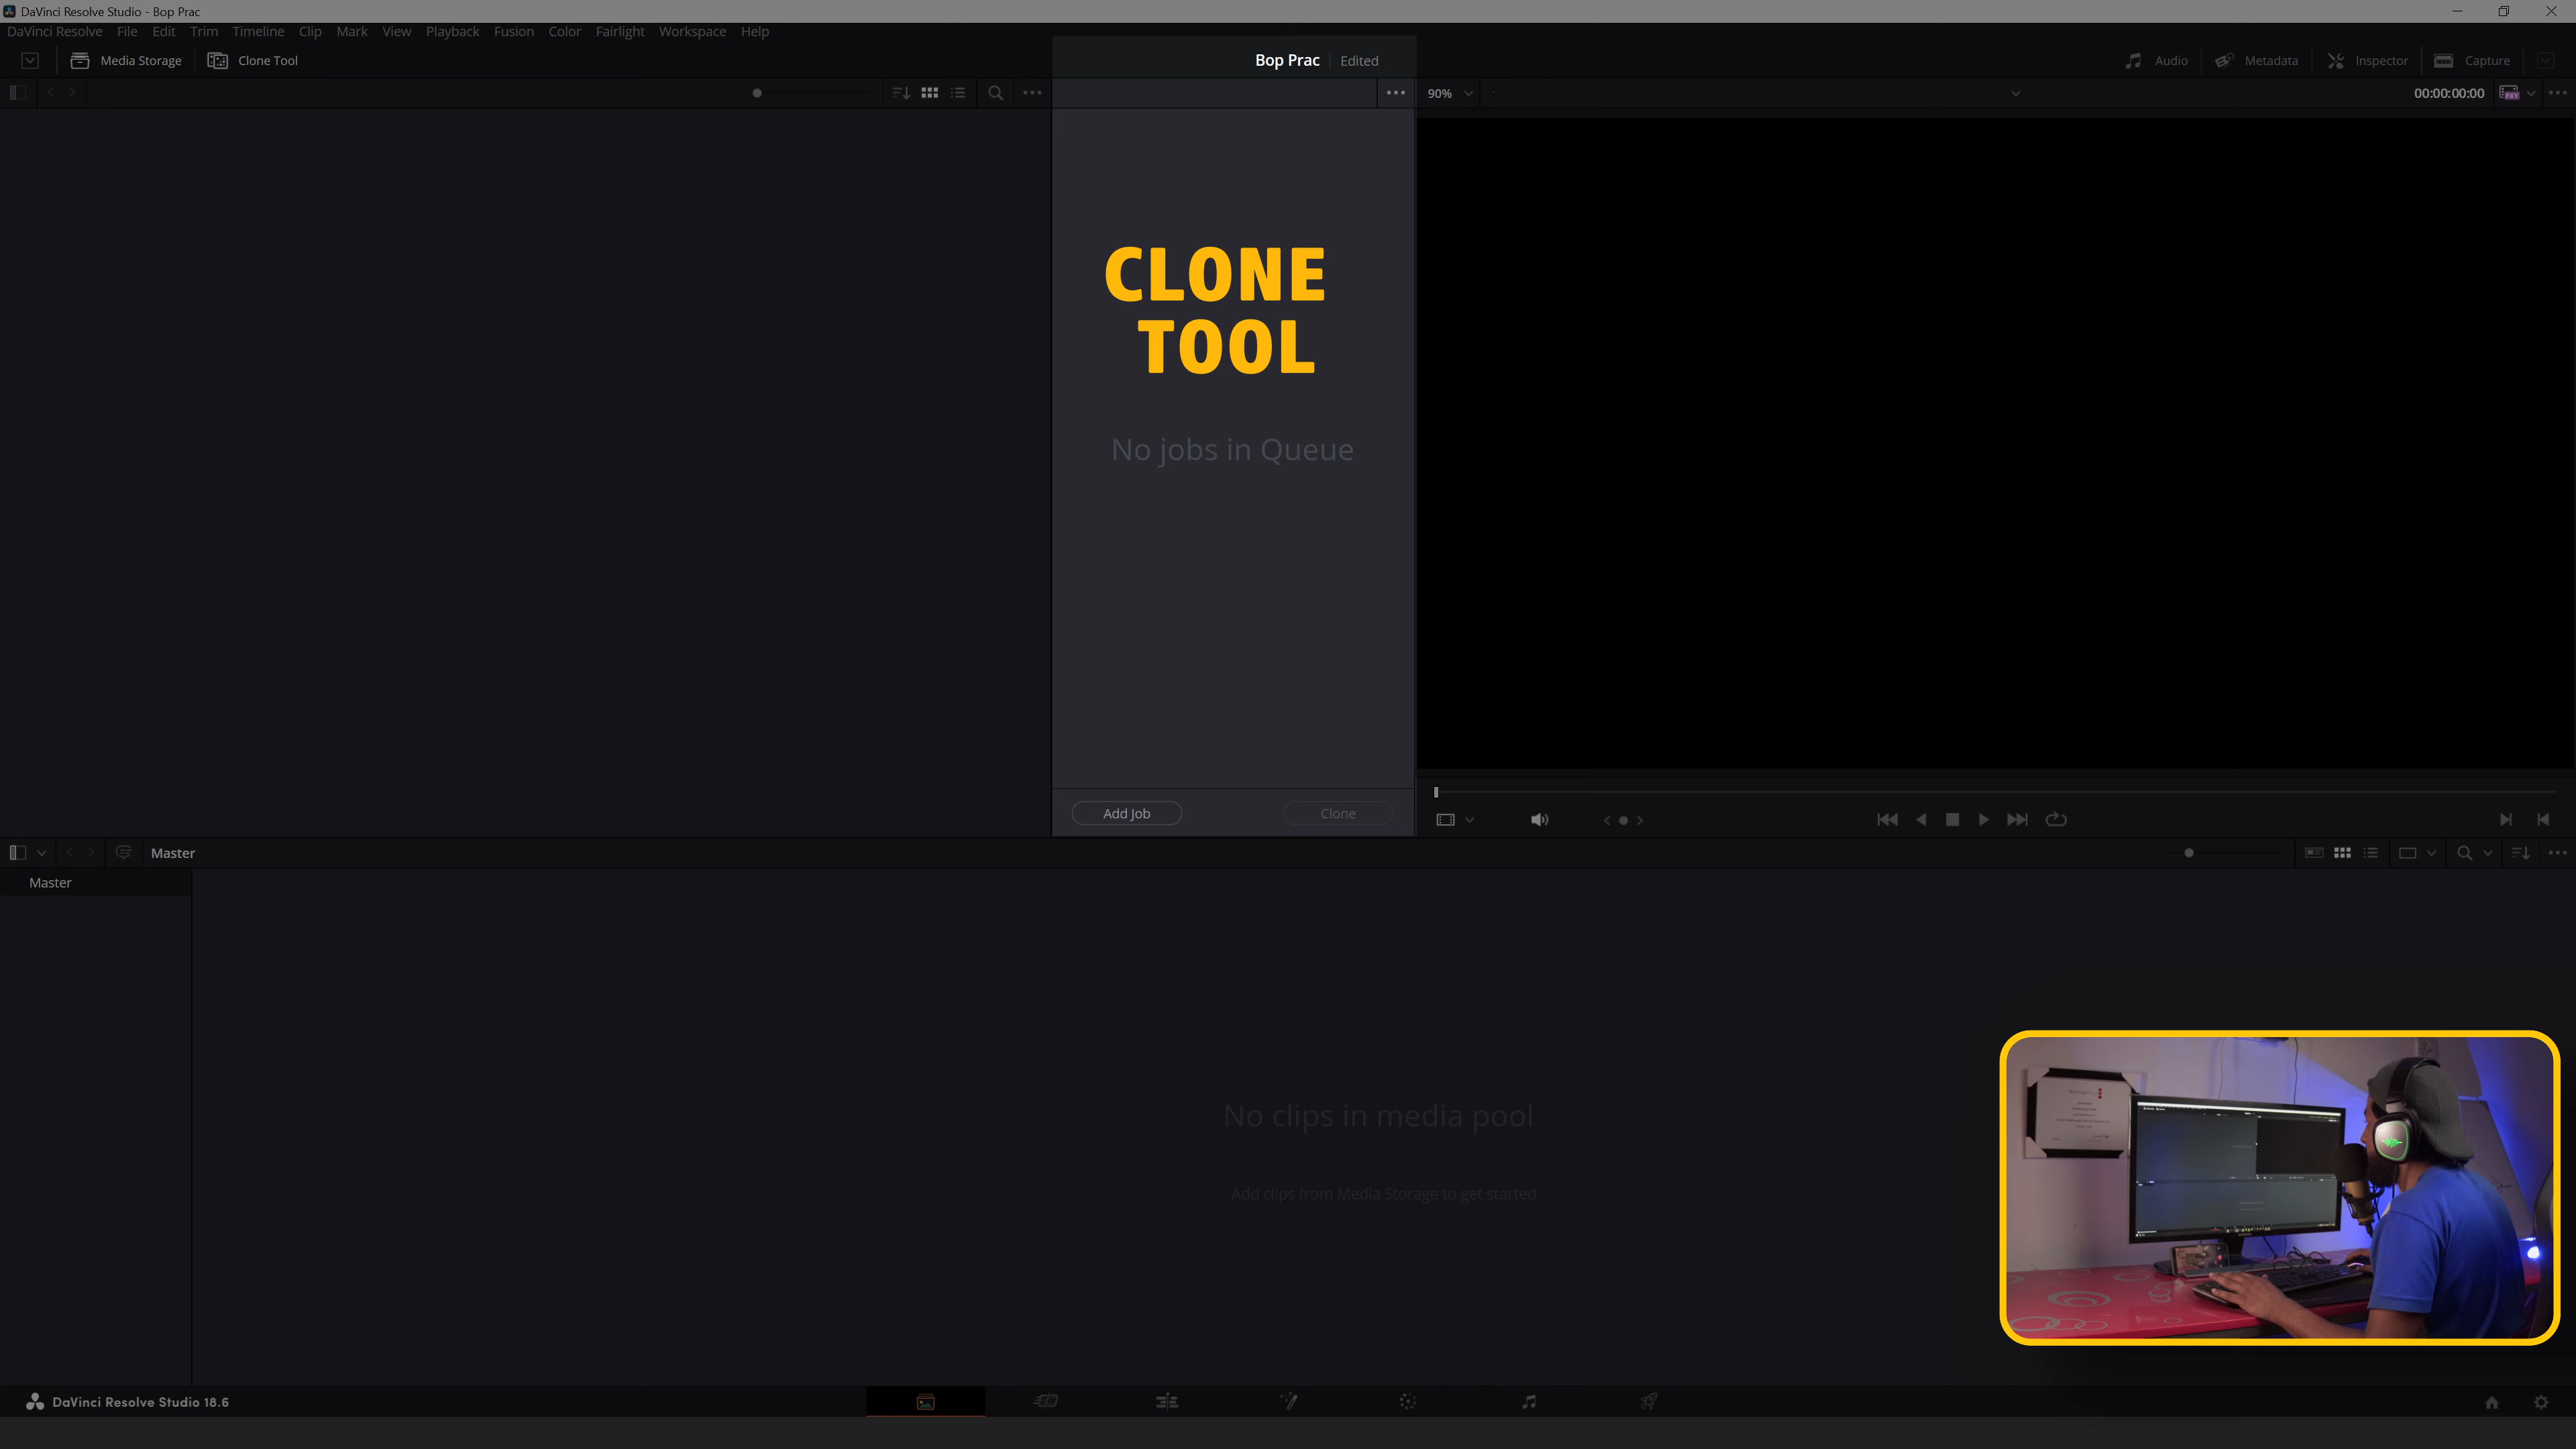 DaVinci Resolve Studio - Bop Prac
DaVinci Resolve File Edit Trim Timeline Clip Mark View Playback Fusion Color Fairlight Workspace Help
Media Storage Clone Tool Bop Prac Edited Audio Metadata Inspector Capture
90% 00:00:00:00
CLONE
TOOL
No jobs in Queue
Add Job Clone
Master
Master
No clips in media pool
Add clips from Media Storage to get started
DaVinci Resolve Studio 18.6